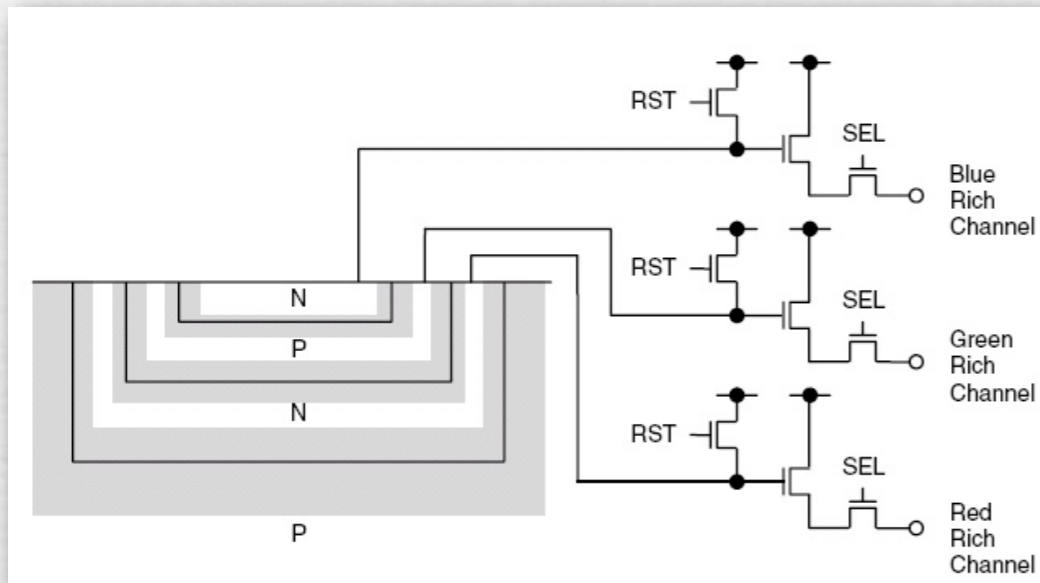 RST
SEL
Blue
Rich
Channel
RST
SEL
Green
Rich
Channel
N
P
N
P
RST
SEL
Red
Rich
Channel